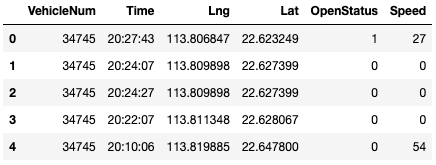 VehicleNum Time Lng Lat OpenStatus Speed
0 34745 20:27:43 113.806847 22.623249 1 27
1 34745 20:24:07 113.809898 22.627399 0 0
2 34745 20:24:27 113.809898 22.627399 0 0
3 34745 20:22:07 113.811348 22.628067 0 0
4 34745 20:10:06 113.819885 22.647800 0 54